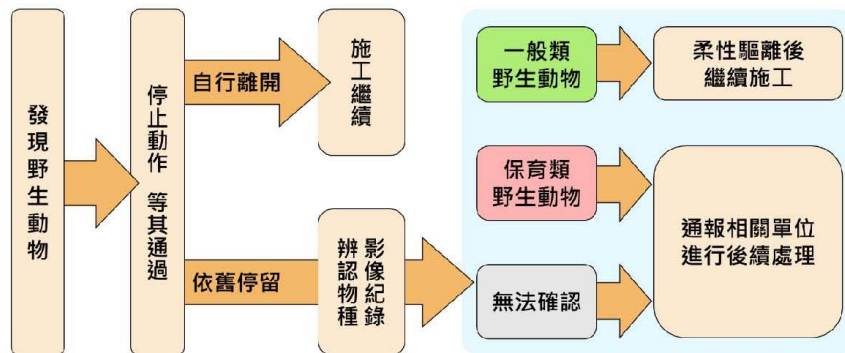 發現野生動物
停止動作 等其通過
自行離開
施工繼續
依舊停留
影像紀錄
辨認物種
一般類
野生動物
柔性驅離後
繼續施工
保育類
野生動物
無法確認
通報相關單位
進行後續處理